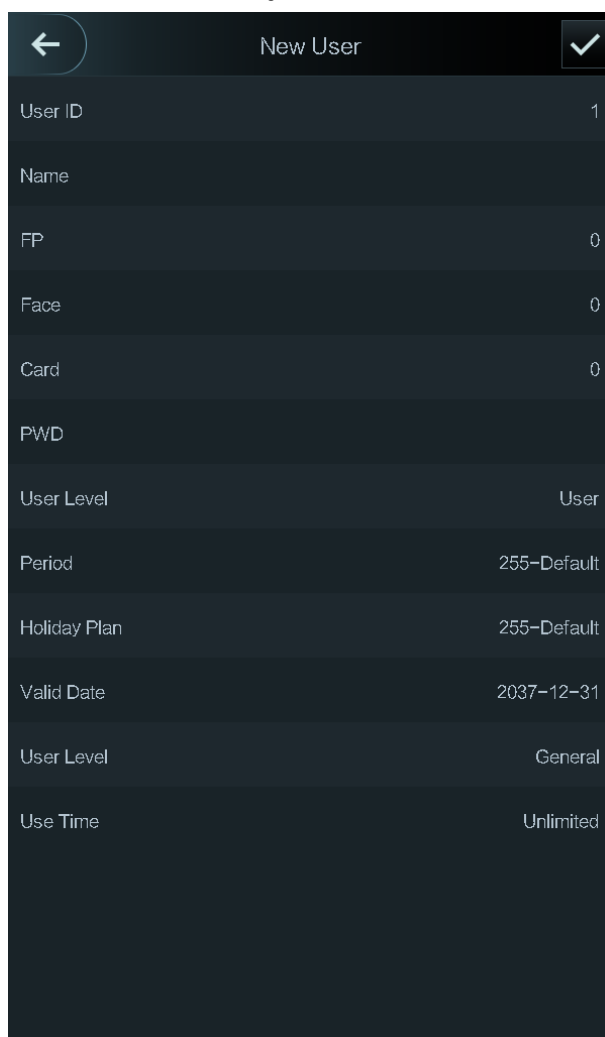 New User
User ID 1
Name
FP 0
Face 0
Card 0
PWD
User Level User
Period 255-Default
Holiday Plan 255-Default
Valid Date 2037-12-31
User Level General
Use Time Unlimited